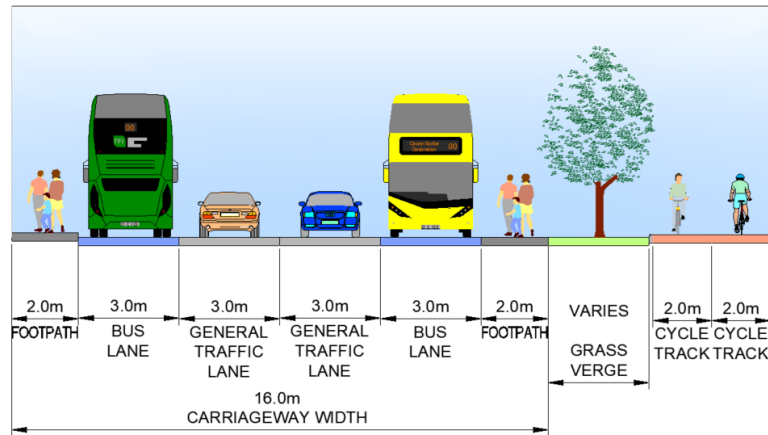 00
00
2.0m
FOOTPATH
3.0m
BUS
LANE
3.0m
GENERAL
TRAFFIC
LANE
3.0m
GENERAL
TRAFFIC
LANE
3.0m
BUS
LANE
2.0m
FOOTPATH
VARIES
GRASS
VERGE
2.0m
CYCLE
TRACK
2.0m
CYCLE
TRACK
16.0m
CARRIAGEWAY WIDTH